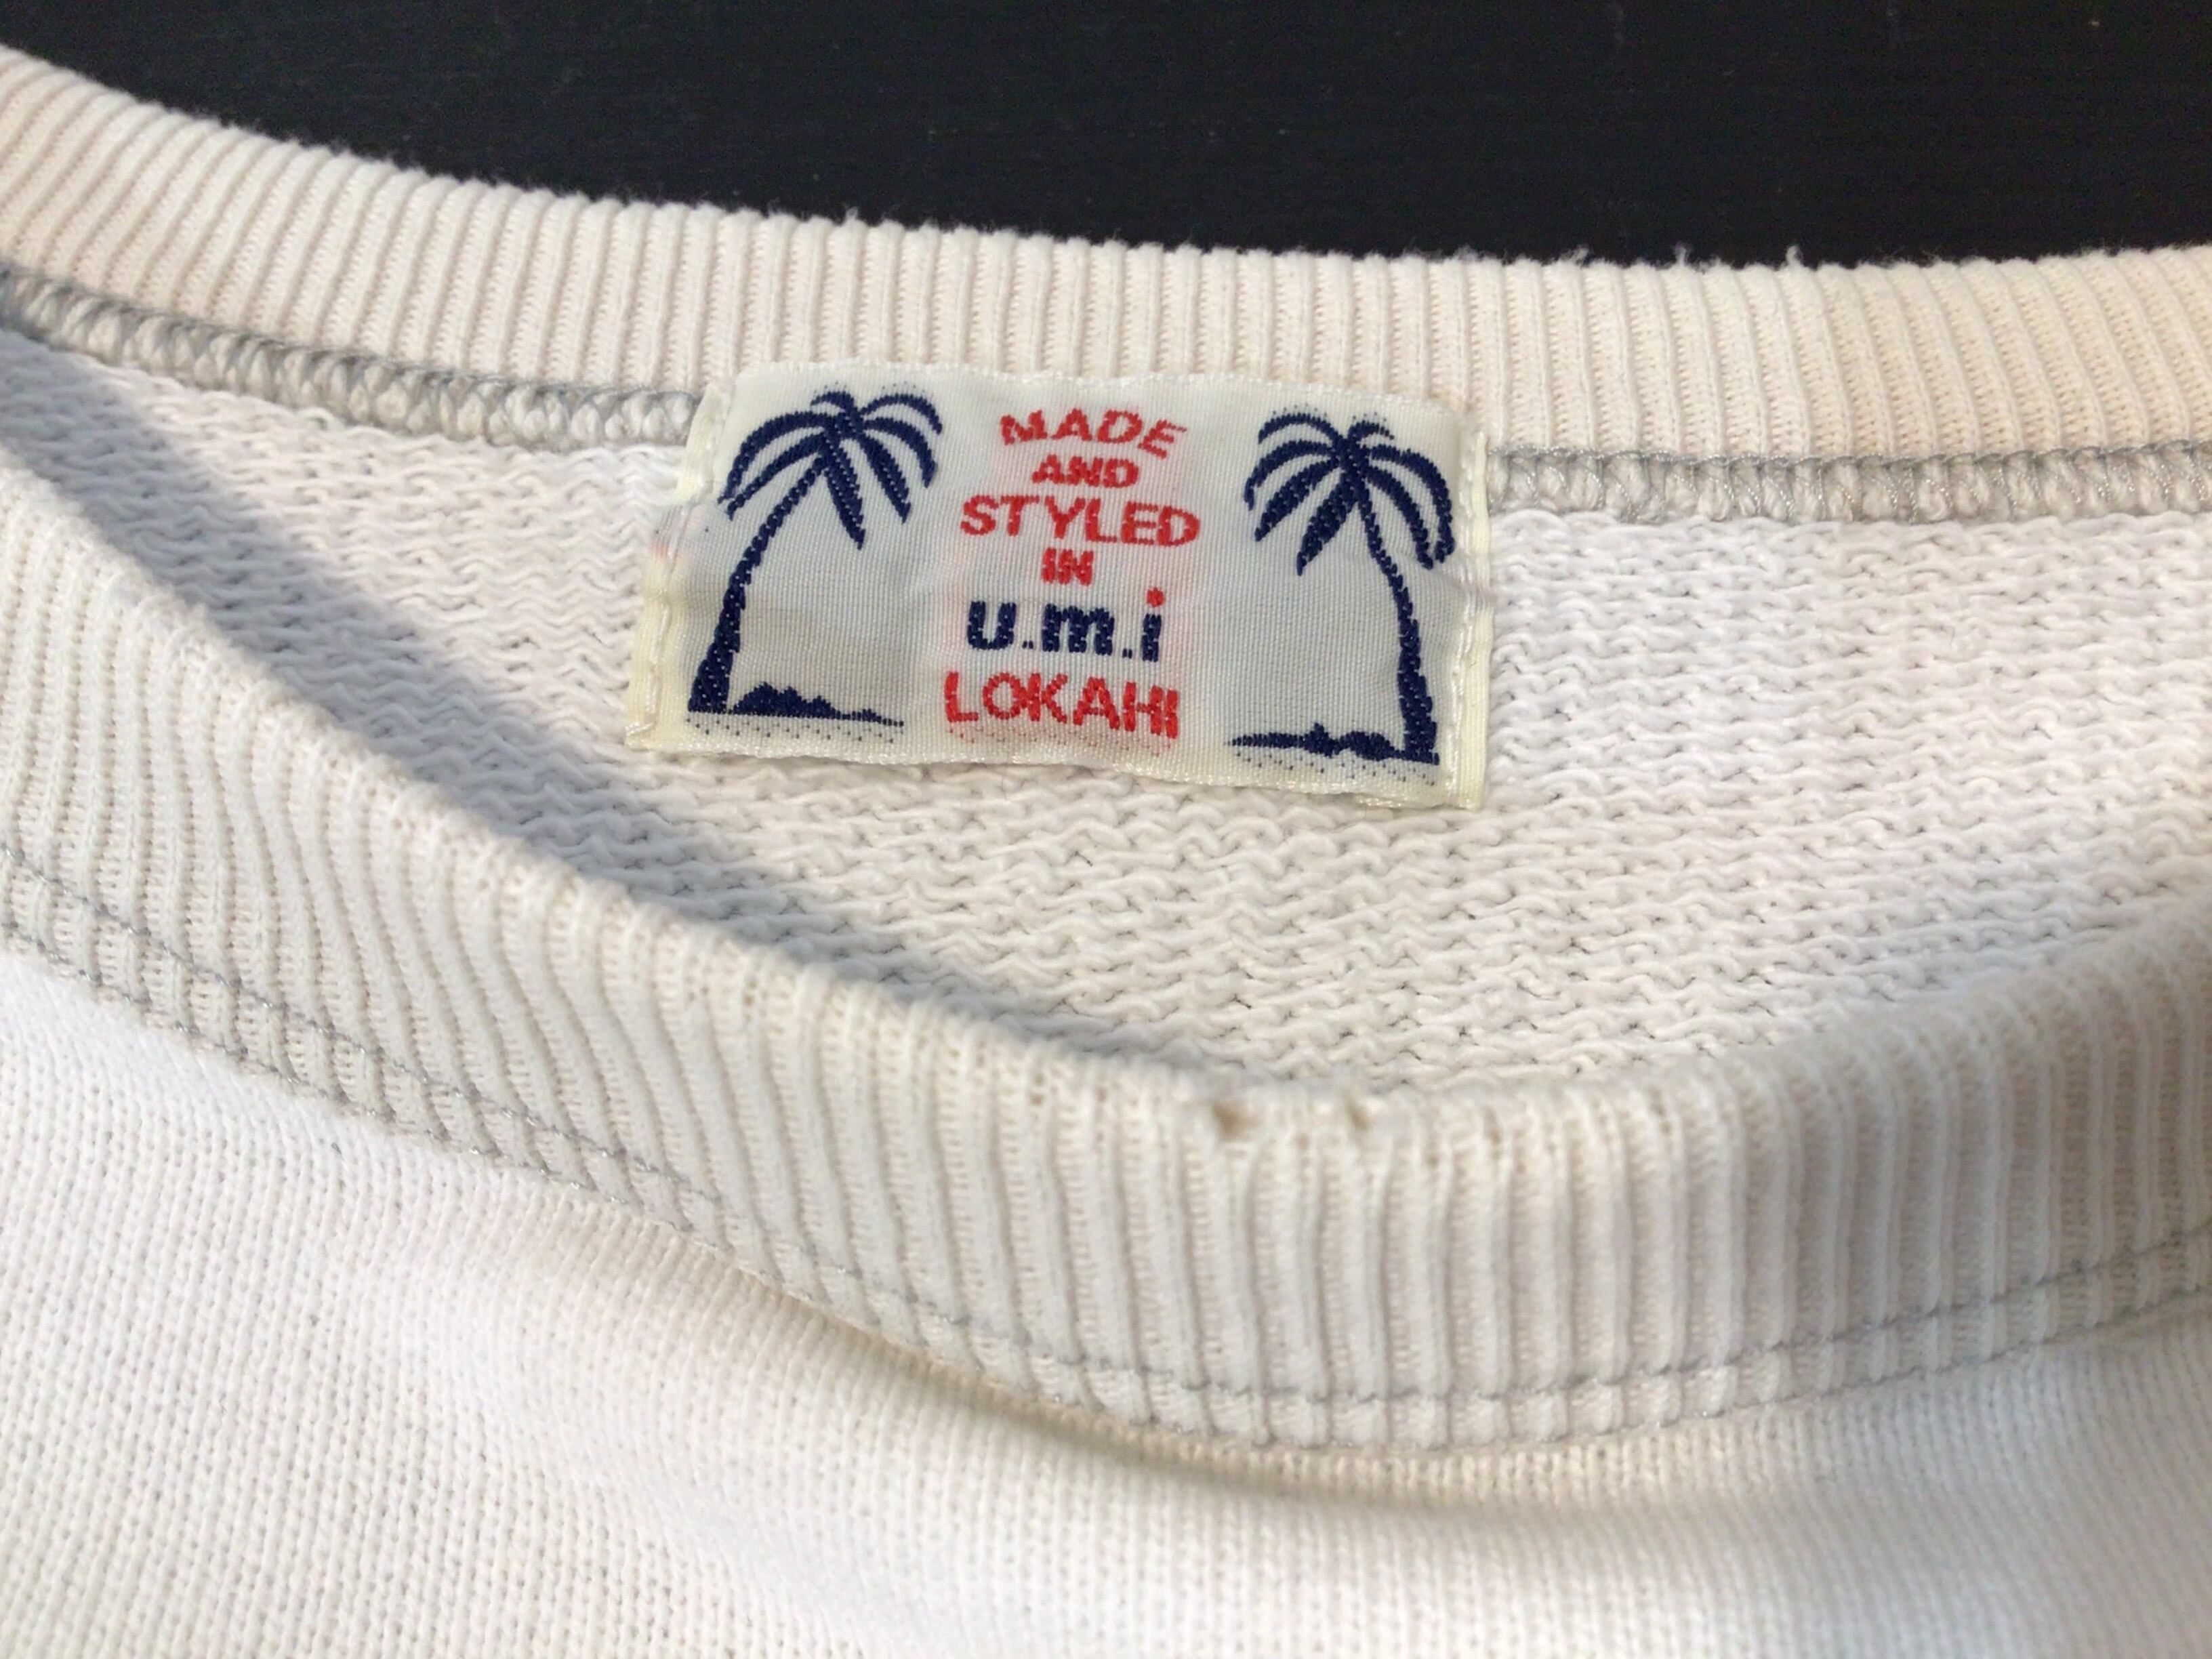 MADE
AND
STYLED
IN
u.m.i
LOKAHI